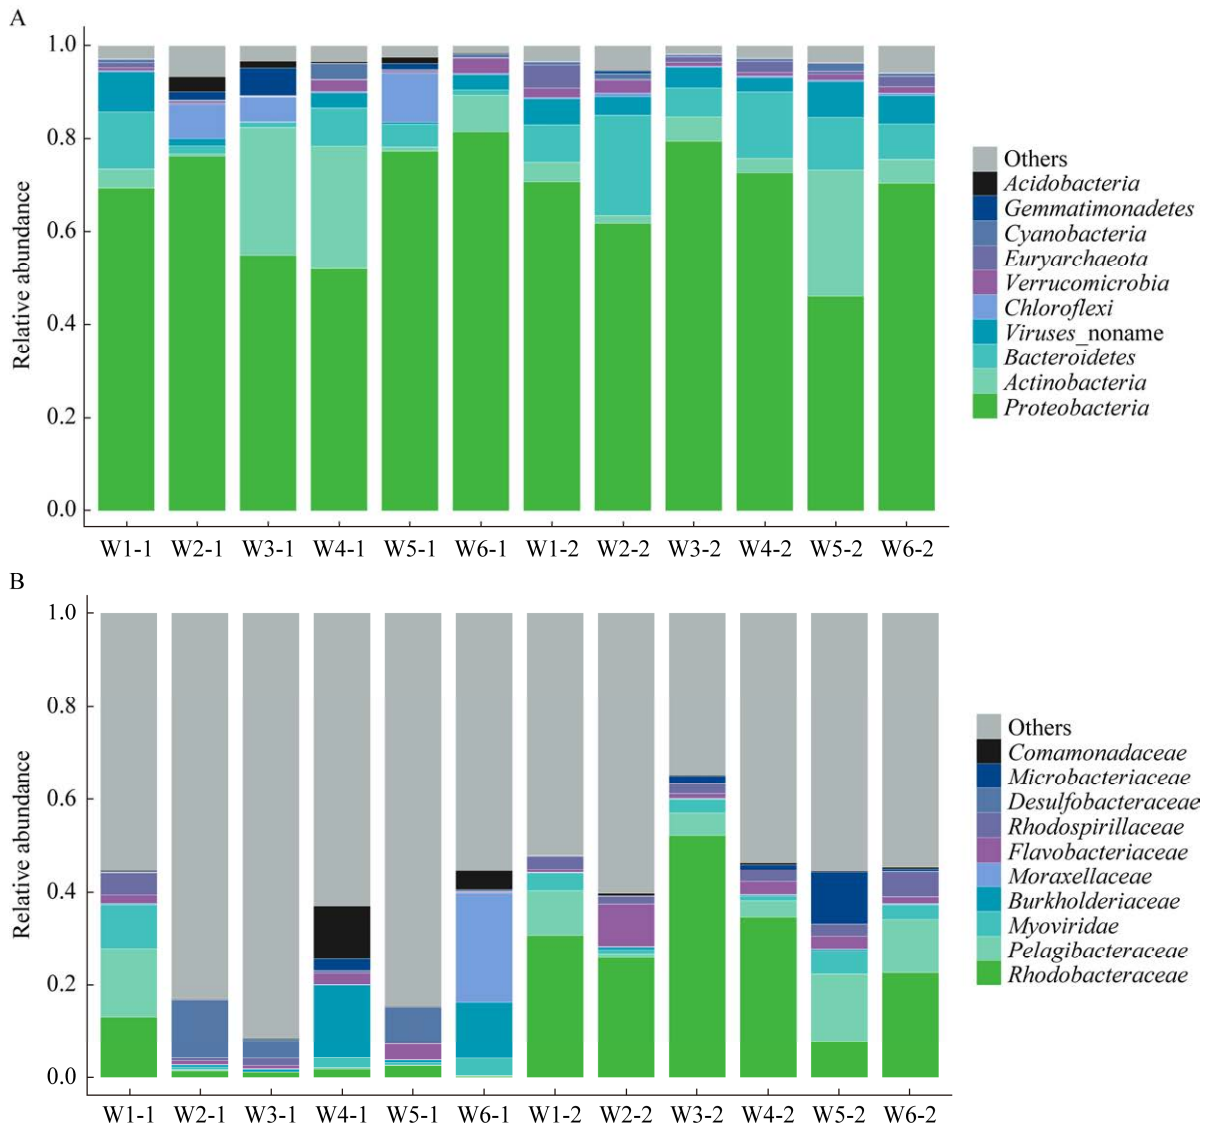 A
1.0
0.8
0.6
0.4
0.2
0.0
Relative abundance
W1-1 W2-1 W3-1 W4-1 W5-1 W6-1 W1-2 W2-2 W3-2 W4-2 W5-2 W6-2
Others
Acidobacteria
Gemmatimonadetes
Cyanobacteria
Euryarchaeota
Verrucomicrobia
Chloroflexi
Viruses_noname
Bacteroidetes
Actinobacteria
Proteobacteria
B
1.0
0.8
0.6
0.4
0.2
0.0
Relative abundance
W1-1 W2-1 W3-1 W4-1 W5-1 W6-1 W1-2 W2-2 W3-2 W4-2 W5-2 W6-2
Others
Comamonadaceae
Microbacteriaceae
Desulfobacteraceae
Rhodospirillaceae
Flavobacteriaceae
Moraxellaceae
Burkholderiaceae
Myoviridae
Pelagibacteraceae
Rhodobacteraceae